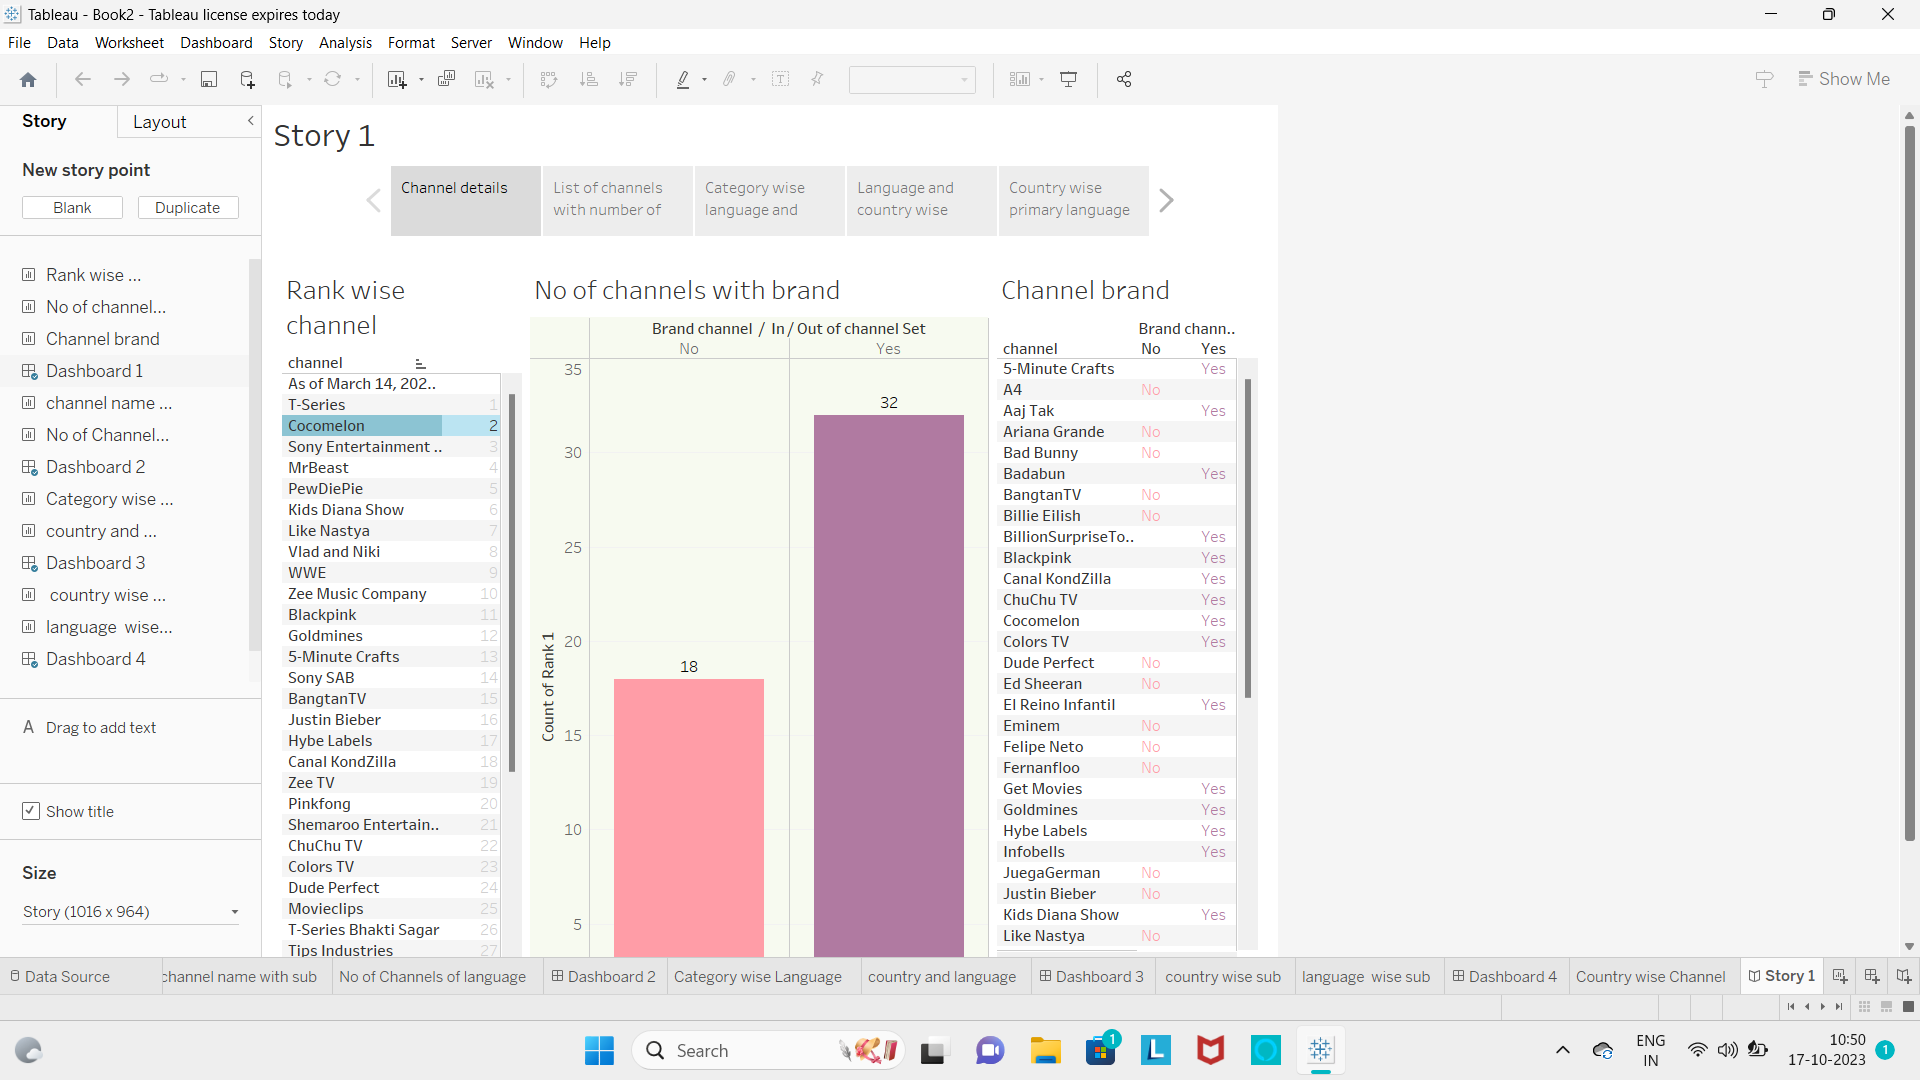 Tableau - Book2 - Tableau license expires today
File Data Worksheet Dashboard Story Analysis Format Server Window Help
Show Me
Story
Layout
New story point
Blank
Duplicate
Rank wise ...
No of channel...
Channel brand
Dashboard 1
channel name ...
No of Channel...
Dashboard 2
Category wise ...
country and ...
Dashboard 3
country wise ...
language wise...
Dashboard 4
A Drag to add text
Show title
Size
Story (1016 x 964)
Story 1
Channel details
List of channels
with number of
Category wise
language and
Language and
country wise
Country wise
primary language
Rank wise
channel
channel
As of March 14, 202..
T-Series 1
Cocomelon 2
Sony Entertainment .. 3
MrBeast 4
PewDiePie 5
Kids Diana Show 6
Like Nastya 7
Vlad and Niki 8
WWE 9
Zee Music Company 10
Blackpink 11
Goldmines 12
5-Minute Crafts 13
Sony SAB 14
BangtanTV 15
Justin Bieber 16
Hybe Labels 17
Canal KondZilla 18
Zee TV 19
Pinkfong 20
Shemaroo Entertain.. 21
ChuChu TV 22
Colors TV 23
Dude Perfect 24
Movieclips 25
T-Series Bhakti Sagar 26
Tips Industries 27
No of channels with brand
Brand channel / In / Out of channel Set
No Yes
35
30
25
20
15
10
5
Count of Rank 1
18
32
Channel brand
Brand chann..
channel No Yes
5-Minute Crafts Yes
A4 No
Aaj Tak Yes
Ariana Grande No
Bad Bunny No
Badabun Yes
BangtanTV No
Billie Eilish No
BillionSurpriseTo.. Yes
Blackpink Yes
Canal KondZilla Yes
ChuChu TV Yes
Cocomelon Yes
Colors TV Yes
Dude Perfect No
Ed Sheeran No
El Reino Infantil Yes
Eminem No
Felipe Neto No
Fernanfloo No
Get Movies Yes
Goldmines Yes
Hybe Labels Yes
Infobells Yes
JuegaGerman No
Justin Bieber No
Kids Diana Show Yes
Like Nastya No
Data Source channel name with sub No of Channels of language Dashboard 2 Category wise Language country and language Dashboard 3 country wise sub language wise sub Dashboard 4 Country wise Channel Story 1
Search
1
L
ENG
IN
10:50
17-10-2023
1